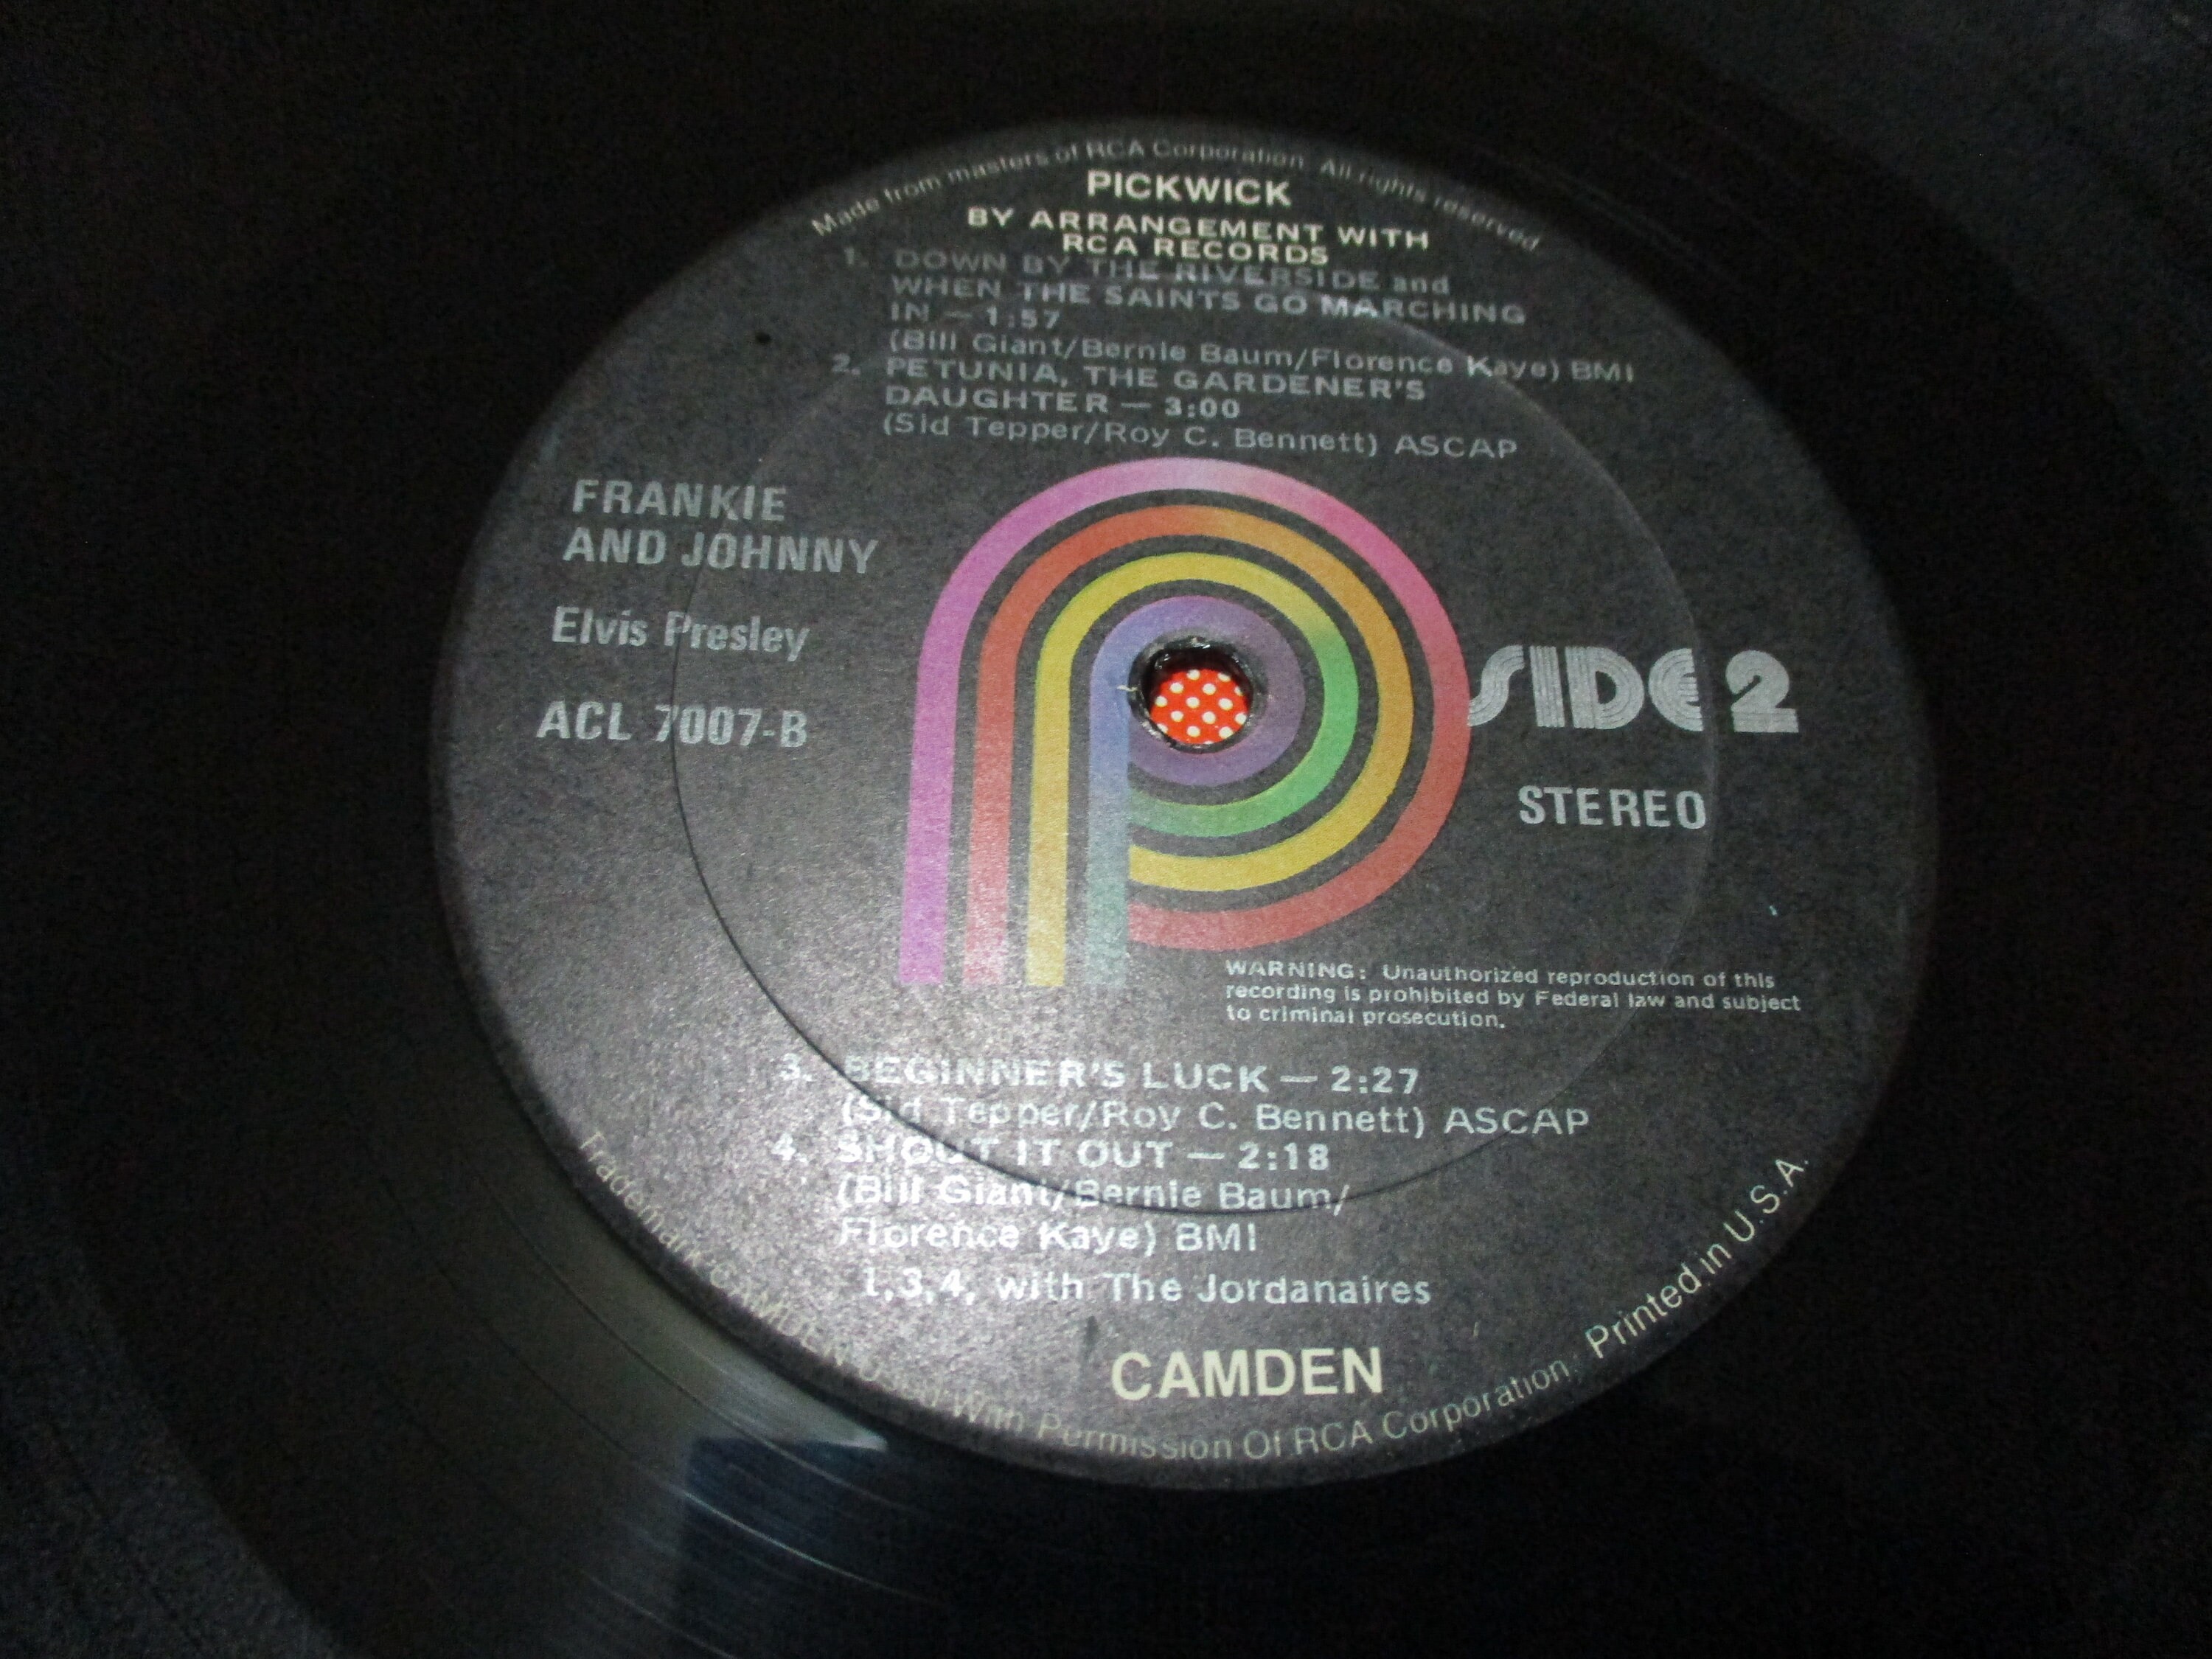 Made from masters of RCA Corporation All rights reserved
PICKWICK
BY ARRANGEMENT WITH
RCA RECORDS
1. DOWN BY THE RIVERSIDE and
WHEN THE SAINTS GO MARCHING
IN — 1:57
(Bill Giant/Bernie Baum/Florence Kaye) BMI
2. PETUNIA, THE GARDENER'S
DAUGHTER — 3:00
(Sid Tepper/Roy C. Bennett) ASCAP
FRANKIE
AND JOHNNY
Elvis Presley
ACL 7007-B
SIDE 2
STEREO
WARNING: Unauthorized reproduction of this
recording is prohibited by Federal law and subject
to criminal prosecution.
3. BEGINNER'S LUCK — 2:27
(Sid Tepper/Roy C. Bennett) ASCAP
4. SHOUT IT OUT — 2:18
(Bill Giant/Bernie Baum/
Florence Kaye) BMI
1,3,4, with The Jordanaires
CAMDEN
Trademark CAMDEN Used With Permission Of RCA Corporation. Printed in U.S.A.